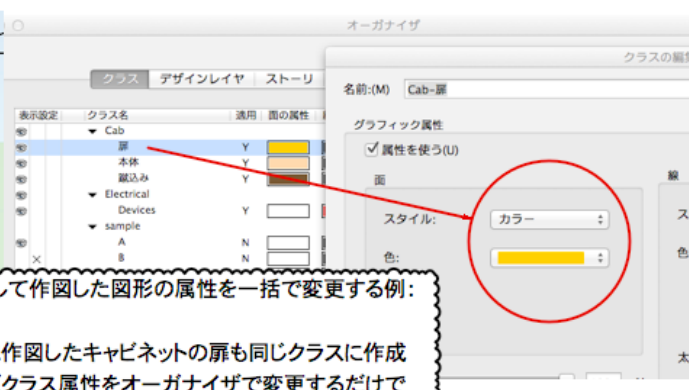 オーガナイザ
クラスの編集
クラス デザインレイヤ ストーリ
名前:(M) Cab-扉
表示設定 クラス名 適用 面の属性
グラフィック属性
Cab
扉 Y
属性を使う(U)
本体 Y
蹴込み Y
面
線
Electrical
Devices Y
スタイル: カラー
ス
sample
A N
色:
色
B N
して作図した図形の属性を一括で変更する例:
作図したキャビネットの扉も同じクラスに作成
太
クラス属性をオーガナイザで変更するだけで